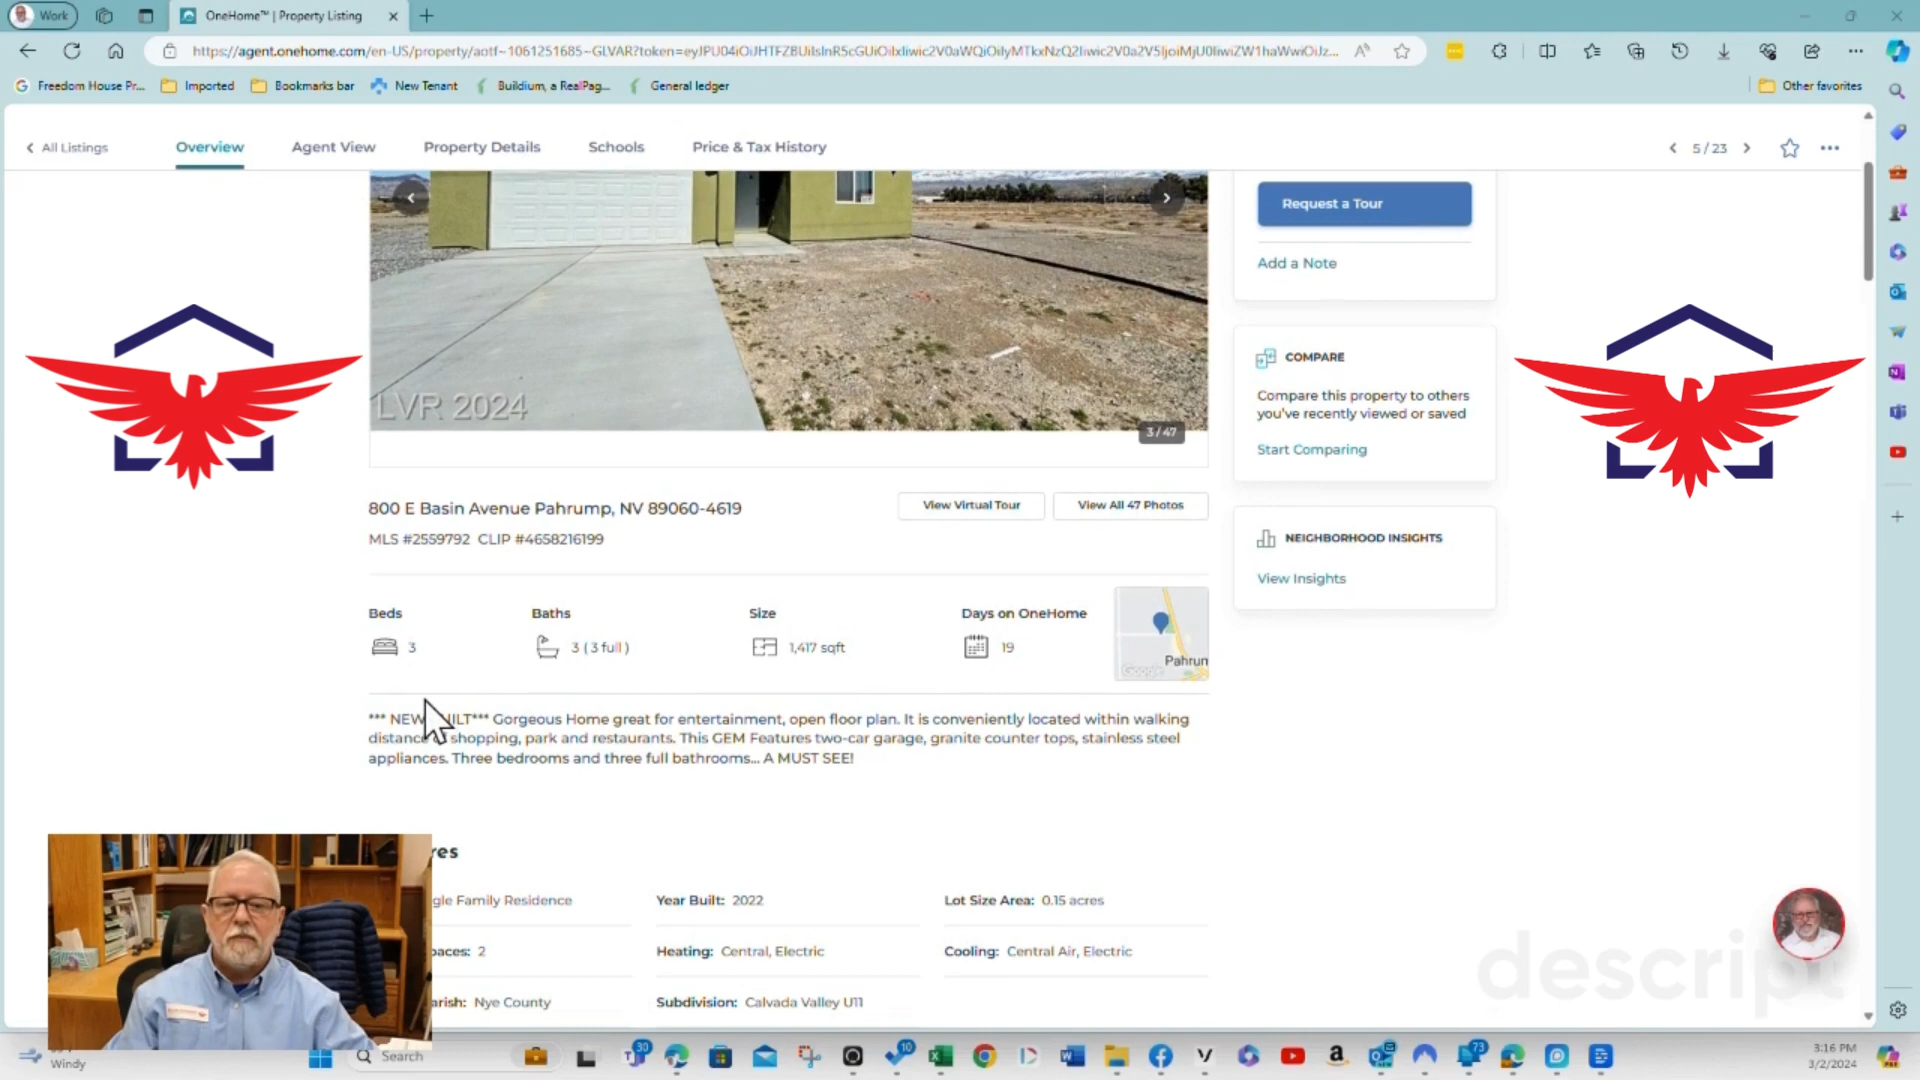 Work
OneHome™ | Property Listing
https://agent.onehome.com/en-US/property/aotf~1061251685~GLVAR?token=
Freedom House Pr...
Imported
Bookmarks bar
New Tenant
Buildium, a RealPag...
General ledger
Other favorites
All Listings
Overview
Agent View
Property Details
Schools
Price & Tax History
5 / 23
Request a Tour
Add a Note
LVR 2024
3 / 47
COMPARE
Compare this property to others
you've recently viewed or saved
Start Comparing
800 E Basin Avenue Pahrump, NV 89060-4619
View Virtual Tour
View All 47 Photos
MLS #2559792 CLIP #4658216199
NEIGHBORHOOD INSIGHTS
View Insights
Beds
Baths
Size
Days on OneHome
3
3 ( 3 full )
1,417 sqft
19
Pahrun
Google
*** NEW ILT*** Gorgeous Home great for entertainment, open floor plan. It is conveniently located within walking
distance shopping, park and restaurants. This GEM Features two-car garage, granite counter tops, stainless steel
appliances. Three bedrooms and three full bathrooms... A MUST SEE!
res
gle Family Residence
Year Built: 2022
Lot Size Area: 0.15 acres
paces: 2
Heating: Central, Electric
Cooling: Central Air, Electric
arish: Nye County
Subdivision: Calvada Valley U11
descript
Windy
Search
30
10
73
3:16 PM
3/2/2024